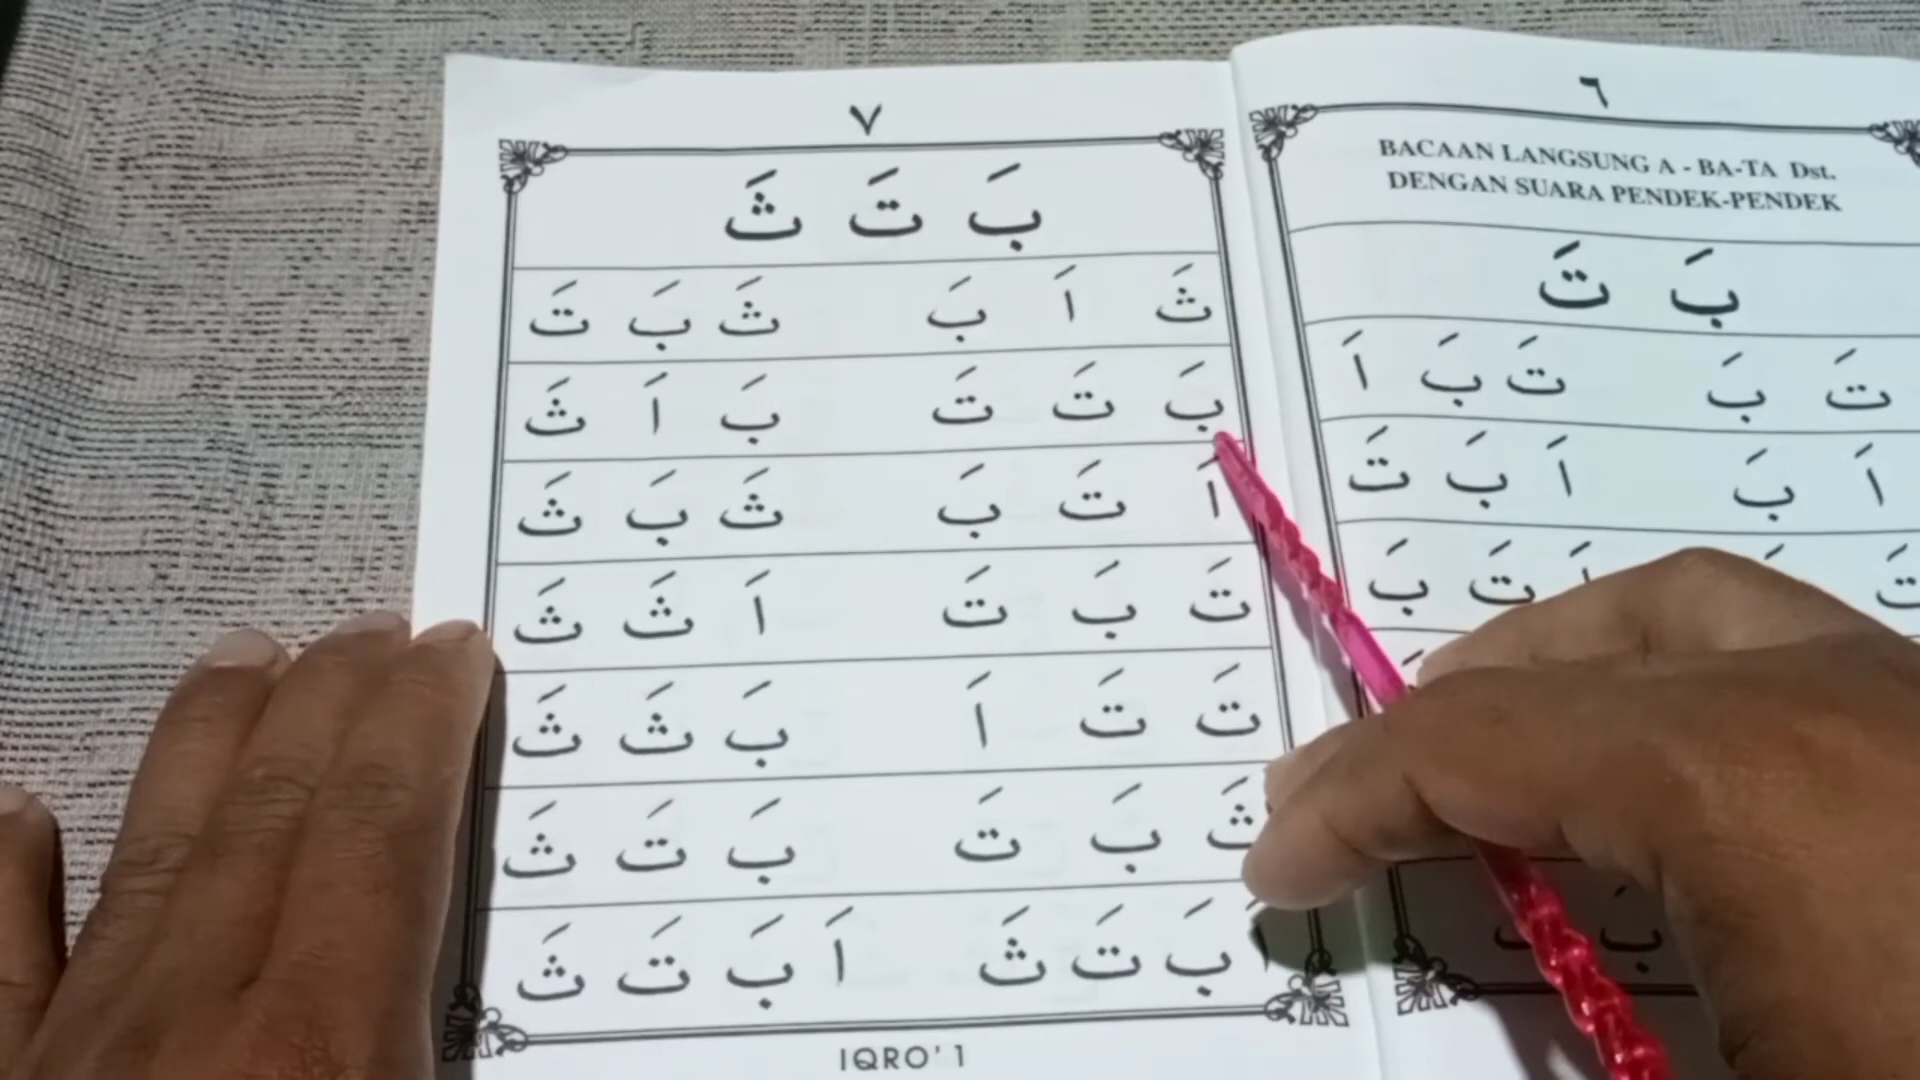 ٧
بَ تَ ثَ
ثَ اَ بَ ثَ بَ تَ
بَ تَ تَ بَ اَ ثَ
اَ تَ بَ ثَ بَ ثَ
تَ بَ تَ اَ ثَ ثَ
تَ تَ اَ بَ ثَ ثَ
ثَ بَ تَ بَ تَ ثَ
اَ بَ تَ ثَ اَ بَ تَ ثَ
IQRO' 1
٦
BACAAN LANGSUNG A - BA-TA Dst.
DENGAN SUARA PENDEK-PENDEK
بَ تَ
تَ بَ تَ بَ اَ
اَ بَ اَ بَ تَ
تَ اَ تَ بَ
بَ